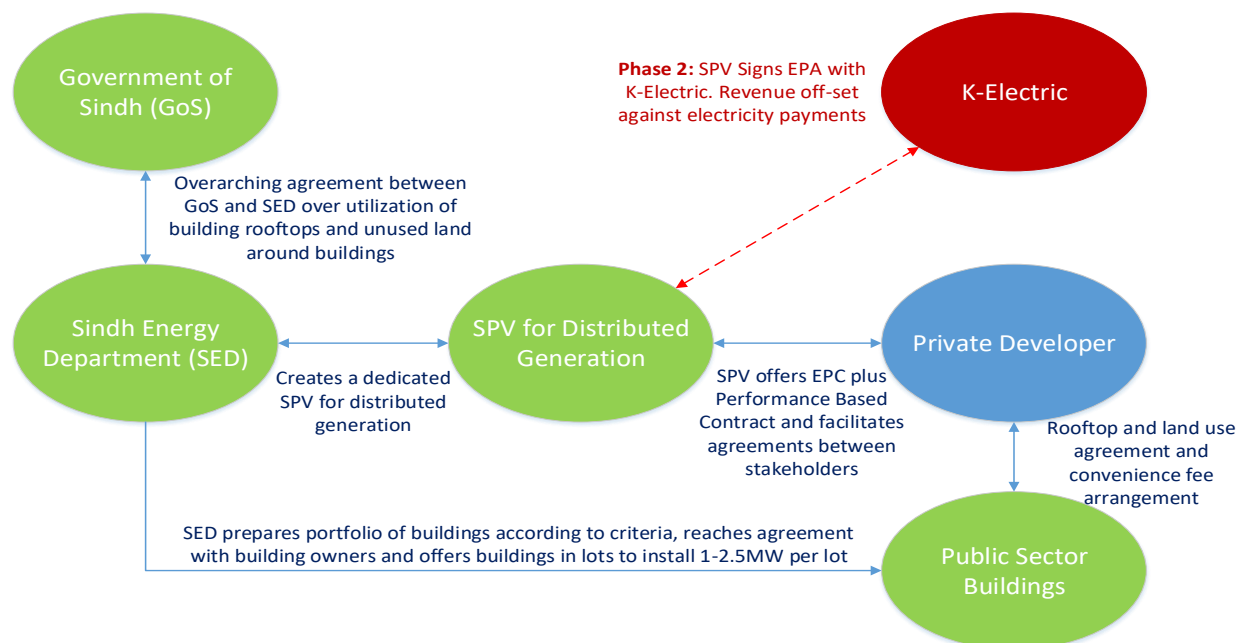 Government of
Sindh (GoS)
Phase 2: SPV Signs EPA with
K-Electric. Revenue off-set
against electricity payments
K-Electric
Overarching agreement between
GoS and SED over utilization of
building rooftops and unused land
around buildings
Sindh Energy
Department (SED)
SPV for Distributed
Generation
Private Developer
Creates a dedicated
SPV for distributed
generation
SPV offers EPC plus
Performance Based
Contract and facilitates
agreements between
stakeholders
Rooftop and land use
agreement and
convenience fee
arrangement
SED prepares portfolio of buildings according to criteria, reaches agreement
with building owners and offers buildings in lots to install 1-2.5MW per lot
Public Sector
Buildings